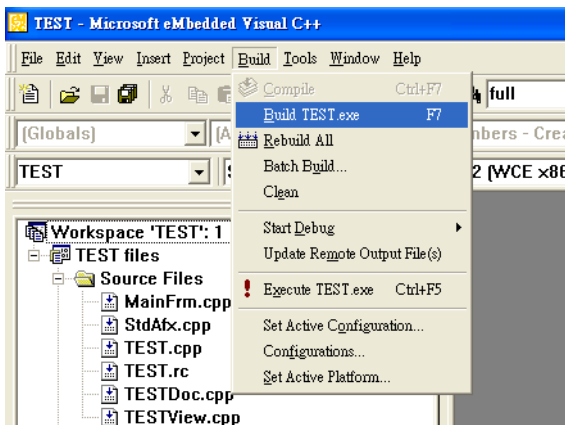 TEST - Microsoft eMbedded Visual C++
File Edit View Insert Project Build Tools Window Help
Compile Ctrl+F7
full
Build TEST.exe F7
(Globals)
Rebuild All
TEST
Batch Build...
(WCE x86
Clean
Workspace 'TEST': 1
Start Debug
TEST files
Update Remote Output File(s)
Source Files
Execute TEST.exe Ctrl+F5
MainFrm.cpp
StdAfx.cpp
Set Active Configuration...
TEST.cpp
Configurations...
TEST.rc
Set Active Platform...
TESTDoc.cpp
TESTView.cpp